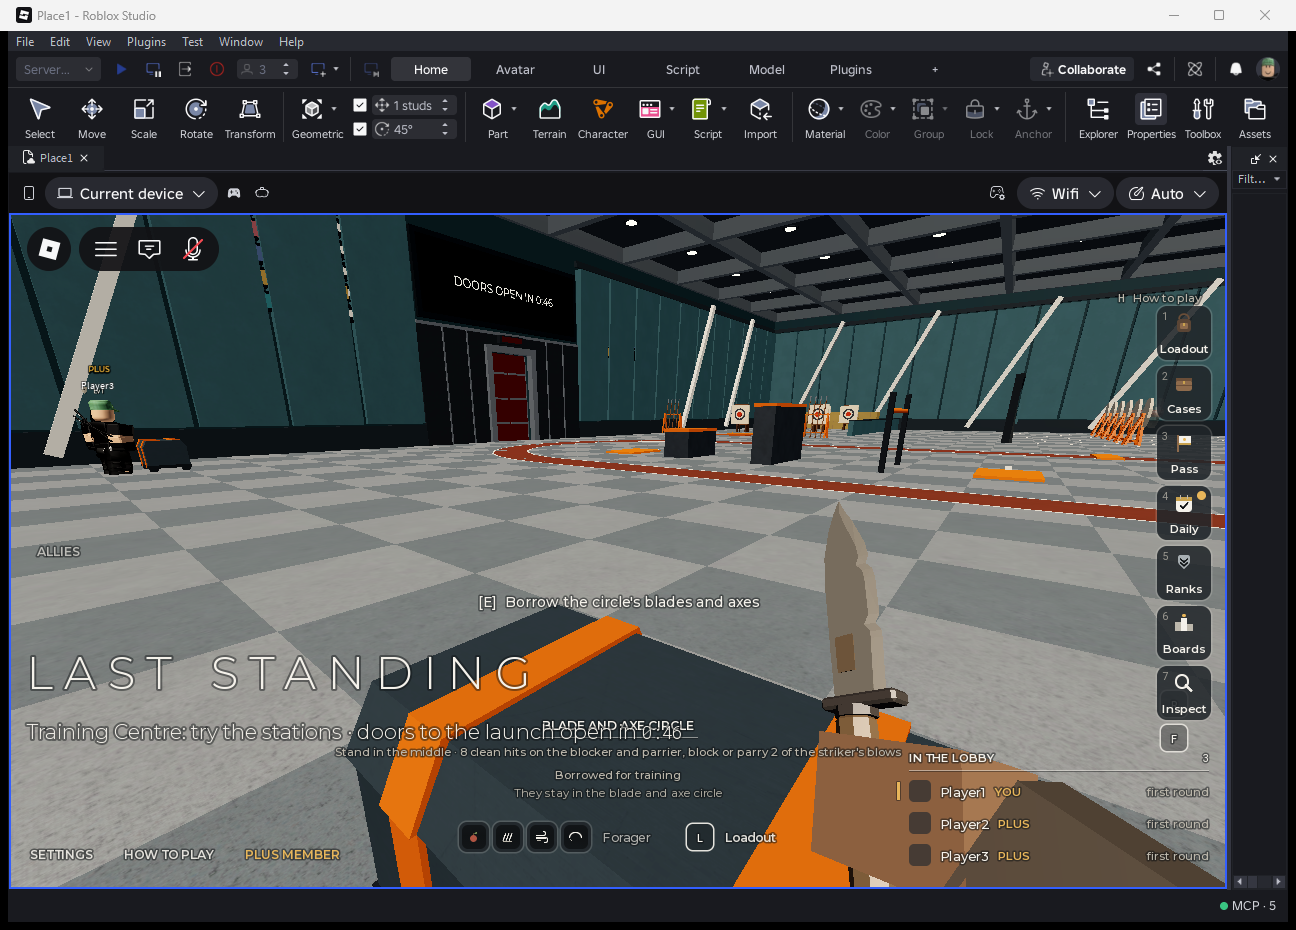 Place1 - Roblox Studio
File Edit View Plugins Test Window Help
Server... 3 Home Avatar UI Script Model Plugins + Collaborate
1 studs
45°
Select Move Scale Rotate Transform Geometric Part Terrain Character GUI Script Import Material Color Group Lock Anchor Explorer Properties Toolbox Assets
Place1
Filt...
Current device Wifi Auto
DOORS OPEN IN 0:46
H How to play
1
Loadout
2
Cases
3
Pass
4
Daily
5
Ranks
6
Boards
7
Inspect
F
PLUS
Player3
ALLIES
[E] Borrow the circle's blades and axes
LAST STANDING
Training Centre: try the stations · doors to the launch open in 0:46
BLADE AND AXE CIRCLE
Stand in the middle · 8 clean hits on the blocker and parrier, block or parry 2 of the striker's blows
Borrowed for training
They stay in the blade and axe circle
Forager L Loadout
SETTINGS HOW TO PLAY PLUS MEMBER
IN THE LOBBY 3
Player1 YOU first round
Player2 PLUS first round
Player3 PLUS first round
MCP · 5